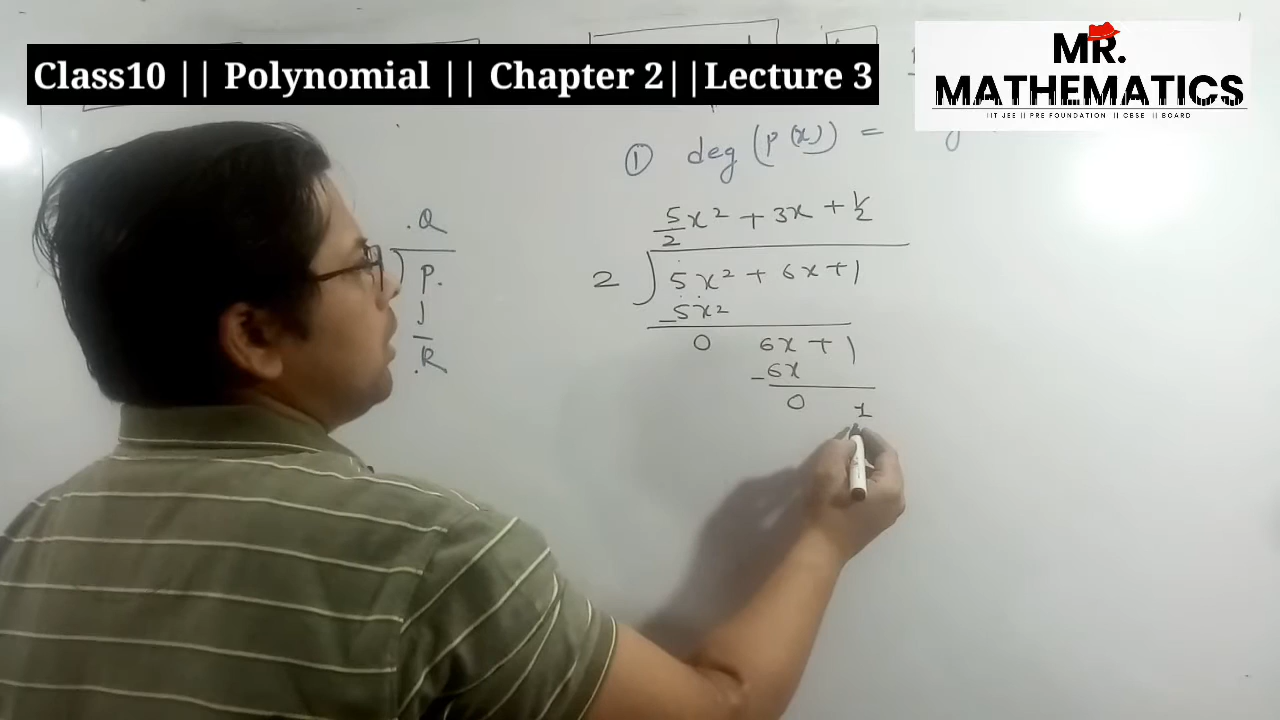 Class10 || Polynomial || Chapter 2||Lecture 3
MR.
MATHEMATICS
IIT JEE || PRE FOUNDATION || CBSE || BOARD
① deg (p(x)) =
.Q
P.
R
5/2 x² + 3x + 1/2
2 ) 5x² + 6x + 1
-5x²
0 6x + 1
-6x
0 1